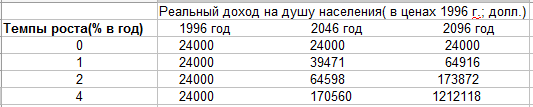 Реальный доход на душу населения( в ценах 1996 г.; долл.)
Темпы роста(% в год) 1996 год 2046 год 2096 год
0 24000 24000 24000
1 24000 39471 64916
2 24000 64598 173872
4 24000 170560 1212118